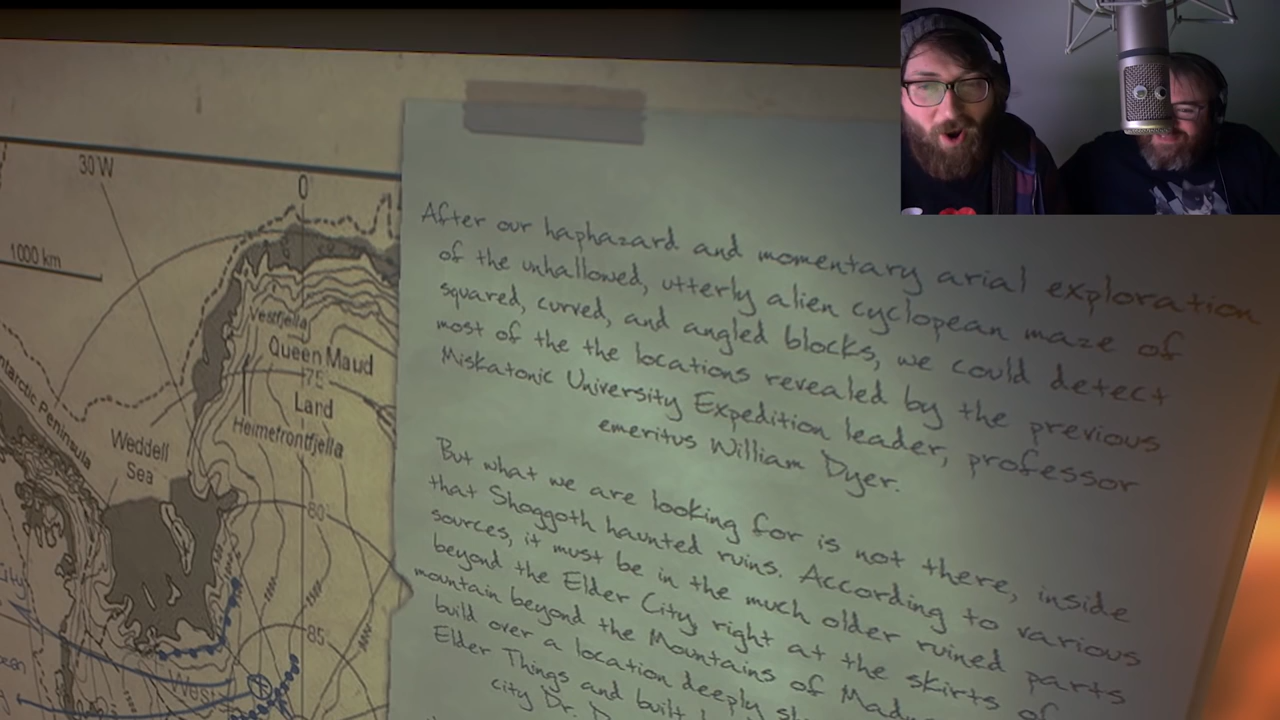 30 W
0
1000 km
Vestfjella
Queen Maud
75
Land
Heimefrontfjella
Antarctic Peninsula
Weddell
Sea
80
85
West
After our haphazard and momentary arial exploration
of the unhallowed, utterly alien cyclopean maze of
squared, curved, and angled blocks, we could detect
most of the the locations revealed by the previous
Miskatonic University Expedition leader, professor
emeritus William Dyer.
But what we are looking for is not there, inside
that Shoggoth haunted ruins. According to various
sources, it must be in the much older ruined parts
beyond the Elder City, right at the skirts of
mountain beyond the Mountains of
build over a location deeply
Elder Things and built
city Dr.